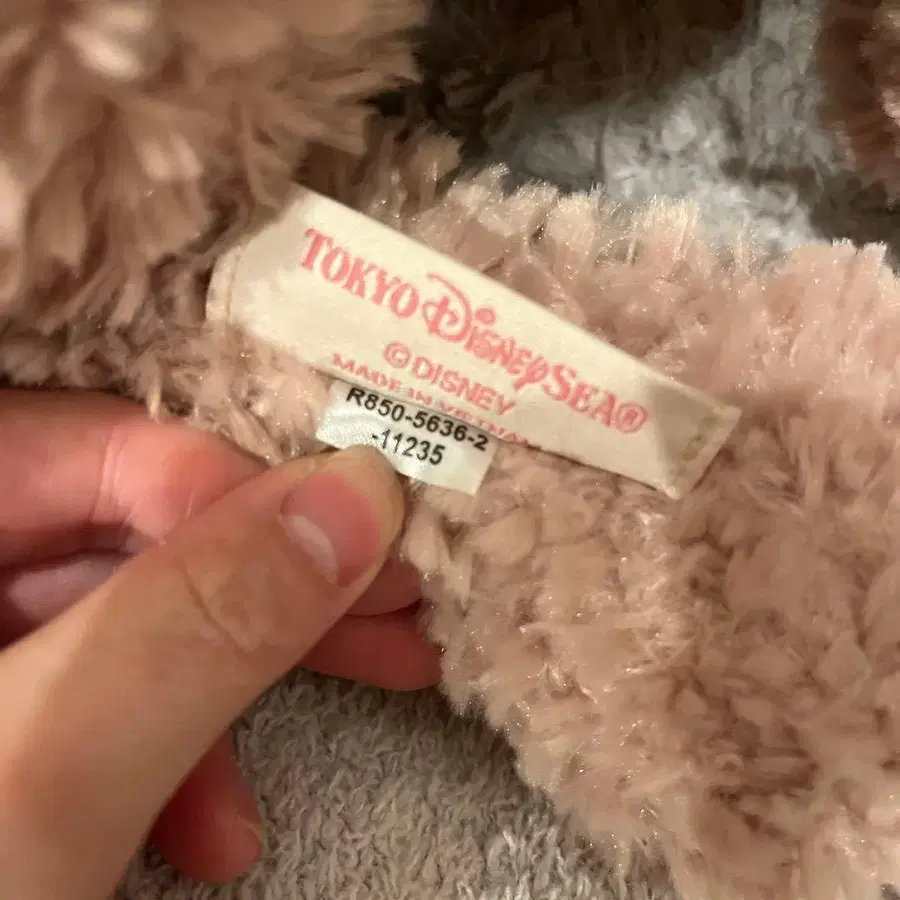 TOKYO DISNEYSEA®
©DISNEY
MADE IN VIETNAM
R850-5636-2
-11235